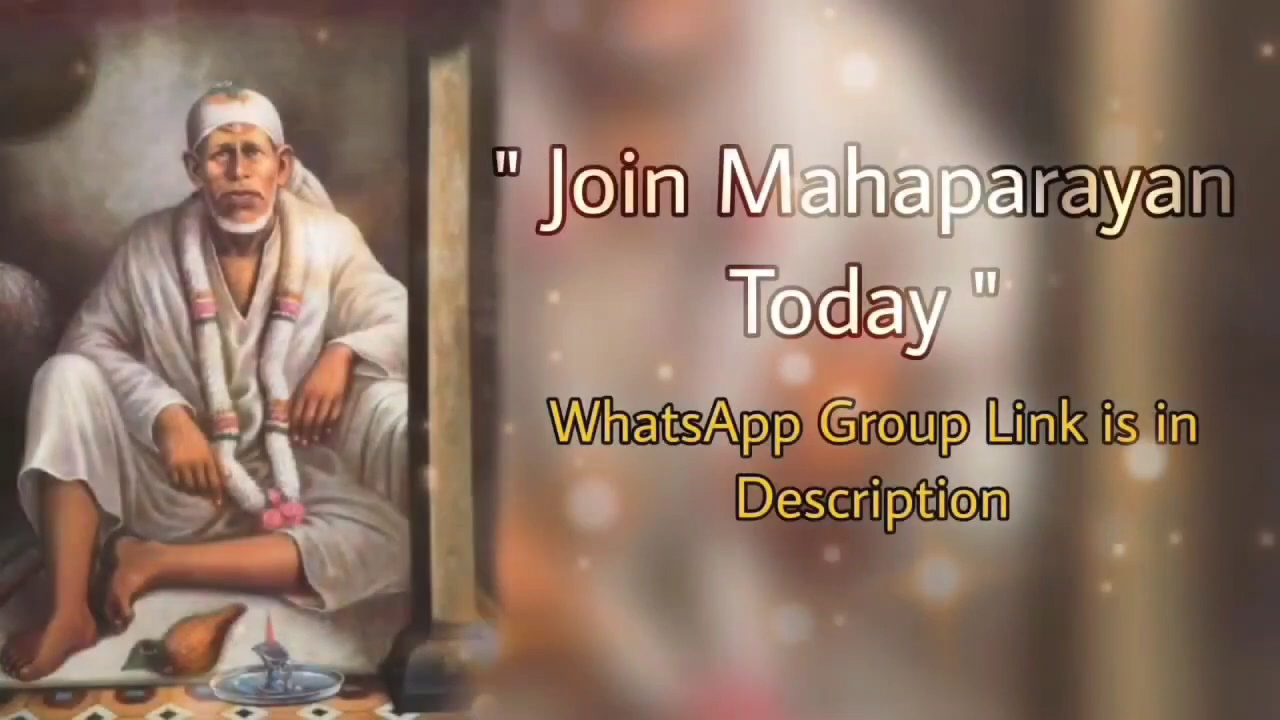 " Join Mahaparayan
Today "
WhatsApp Group Link is in
Description